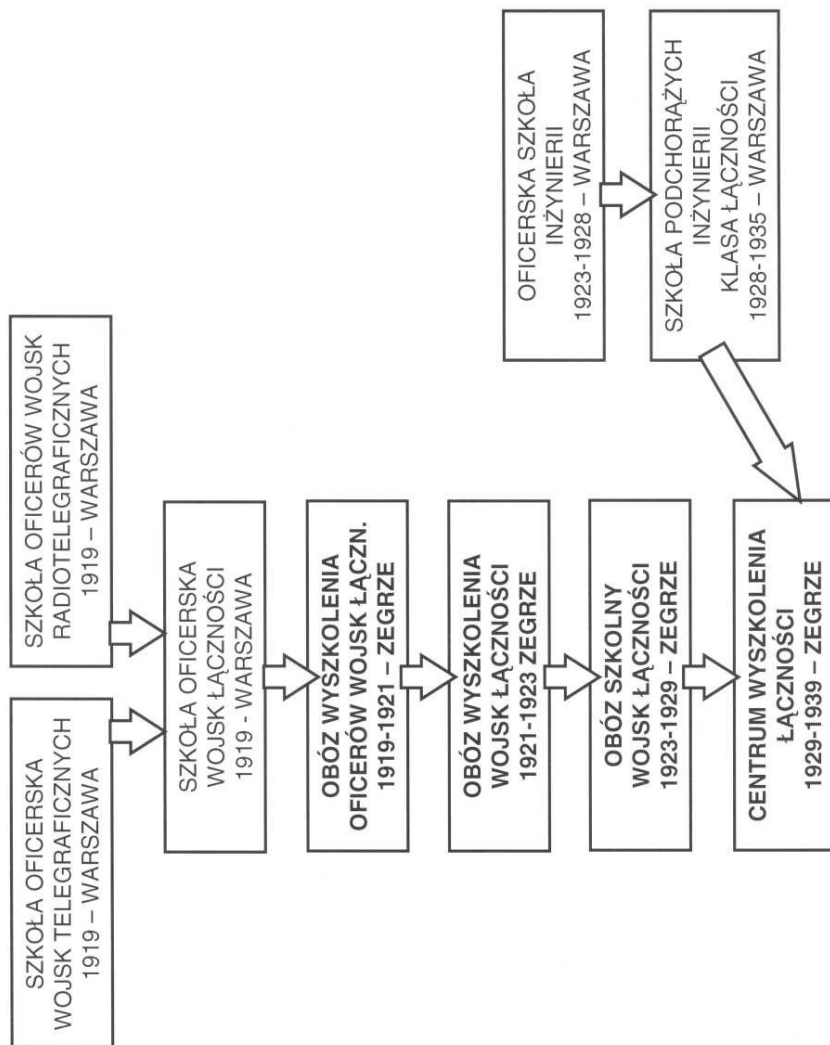 SZKOŁA OFICERSKA
WOJSK TELEGRAFICZNYCH
1919 – WARSZAWA
SZKOŁA OFICERÓW WOJSK
RADIOTELEGRAFICZNYCH
1919 – WARSZAWA
SZKOŁA OFICERSKA
WOJSK ŁĄCZNOŚCI
1919 - WARSZAWA
OBÓZ WYSZKOLENIA
OFICERÓW WOJSK ŁĄCZN.
1919-1921 – ZEGRZE
OBÓZ WYSZKOLENIA
WOJSK ŁĄCZNOŚCI
1921-1923 ZEGRZE
OBÓZ SZKOLNY
WOJSK ŁĄCZNOŚCI
1923-1929 – ZEGRZE
CENTRUM WYSZKOLENIA
ŁĄCZNOŚCI
1929-1939 – ZEGRZE
OFICERSKA SZKOŁA
INŻYNIERII
1923-1928 – WARSZAWA
SZKOŁA PODCHORĄŻYCH
INŻYNIERII
KLASA ŁĄCZNOŚCI
1928-1935 – WARSZAWA